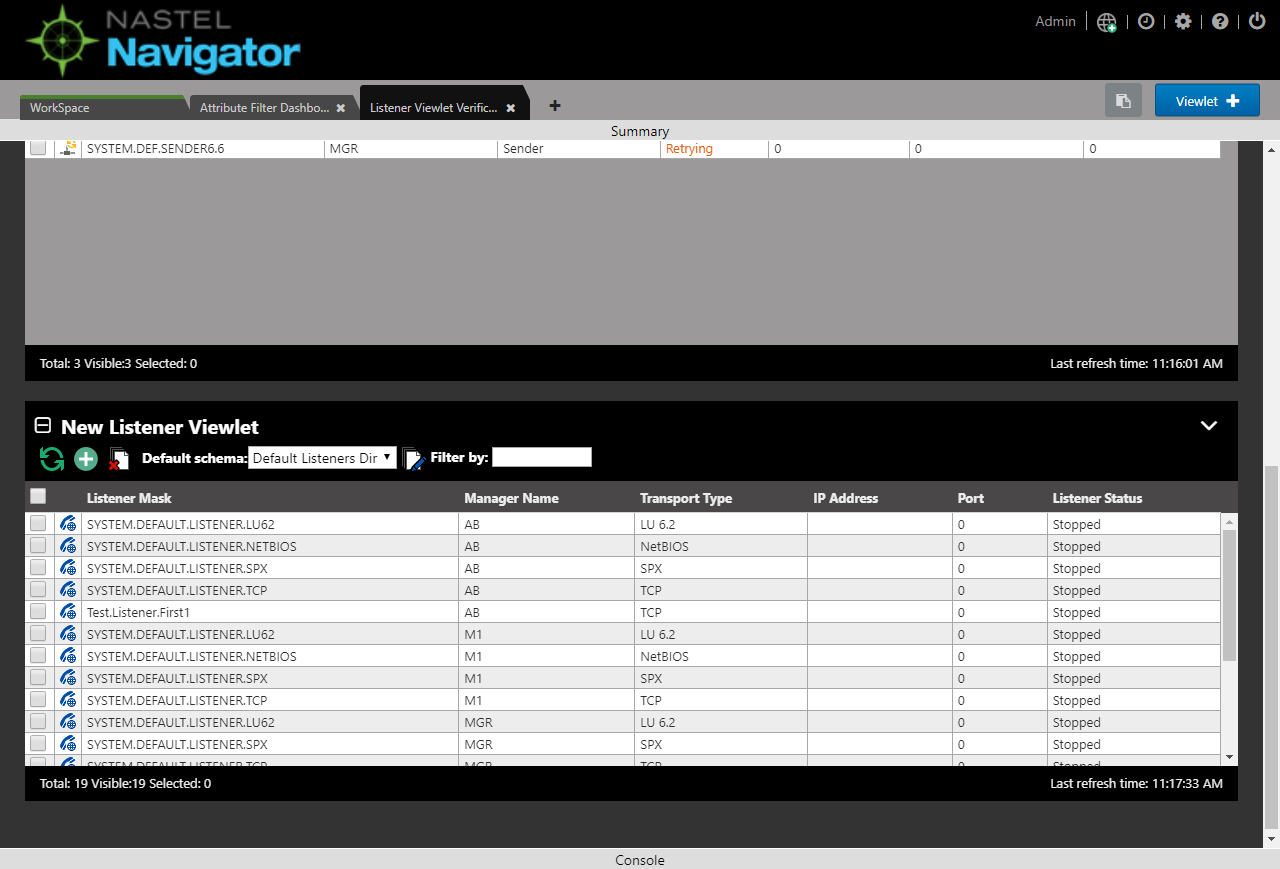 NASTEL
Navigator
Admin
WorkSpace
Attribute Filter Dashbo...
Listener Viewlet Verific...
Viewlet
Summary
SYSTEM.DEF.SENDER6.6 MGR Sender Retrying 0 0 0
Total: 3 Visible:3 Selected: 0 Last refresh time: 11:16:01 AM
New Listener Viewlet
Default schema: Default Listeners Dir Filter by:
Listener Mask Manager Name Transport Type IP Address Port Listener Status
SYSTEM.DEFAULT.LISTENER.LU62 AB LU 6.2 0 Stopped
SYSTEM.DEFAULT.LISTENER.NETBIOS AB NetBIOS 0 Stopped
SYSTEM.DEFAULT.LISTENER.SPX AB SPX 0 Stopped
SYSTEM.DEFAULT.LISTENER.TCP AB TCP 0 Stopped
Test.Listener.First1 AB TCP 0 Stopped
SYSTEM.DEFAULT.LISTENER.LU62 M1 LU 6.2 0 Stopped
SYSTEM.DEFAULT.LISTENER.NETBIOS M1 NetBIOS 0 Stopped
SYSTEM.DEFAULT.LISTENER.SPX M1 SPX 0 Stopped
SYSTEM.DEFAULT.LISTENER.TCP M1 TCP 0 Stopped
SYSTEM.DEFAULT.LISTENER.LU62 MGR LU 6.2 0 Stopped
SYSTEM.DEFAULT.LISTENER.SPX MGR SPX 0 Stopped
SYSTEM.DEFAULT.LISTENER.TCP MGR TCP 0 Stopped
Total: 19 Visible:19 Selected: 0 Last refresh time: 11:17:33 AM
Console